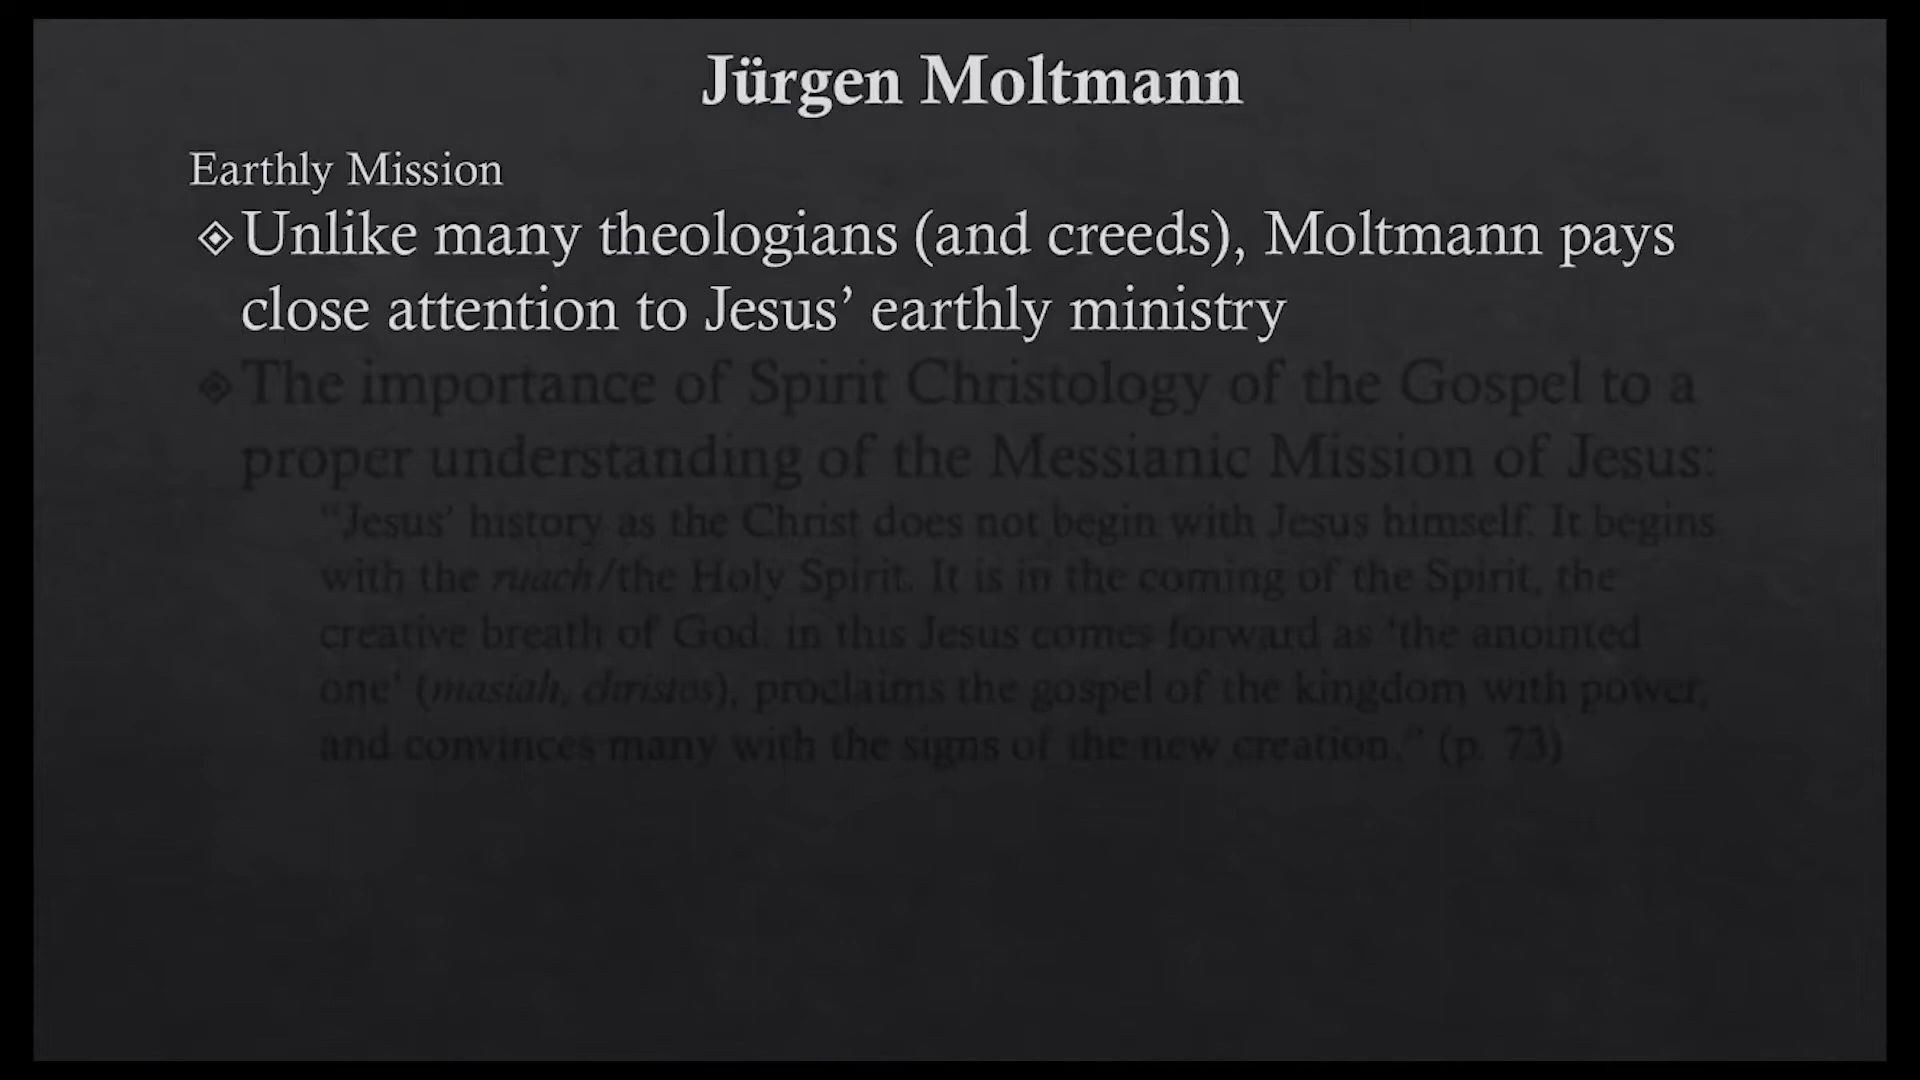 Jürgen Moltmann
Earthly Mission
Unlike many theologians (and creeds), Moltmann pays
close attention to Jesus’ earthly ministry
The importance of Spirit Christology of the Gospel to a
proper understanding of the Messianic Mission of Jesus:
"Jesus' history as the Christ does not begin with Jesus himself. It begins
with the ruach/the Holy Spirit. It is in the coming of the Spirit, the
creative breath of God: in this Jesus comes forward as 'the anointed
one' (masiah, christos), proclaims the gospel of the kingdom with power,
and convinces many with the signs of the new creation." (p. 73)